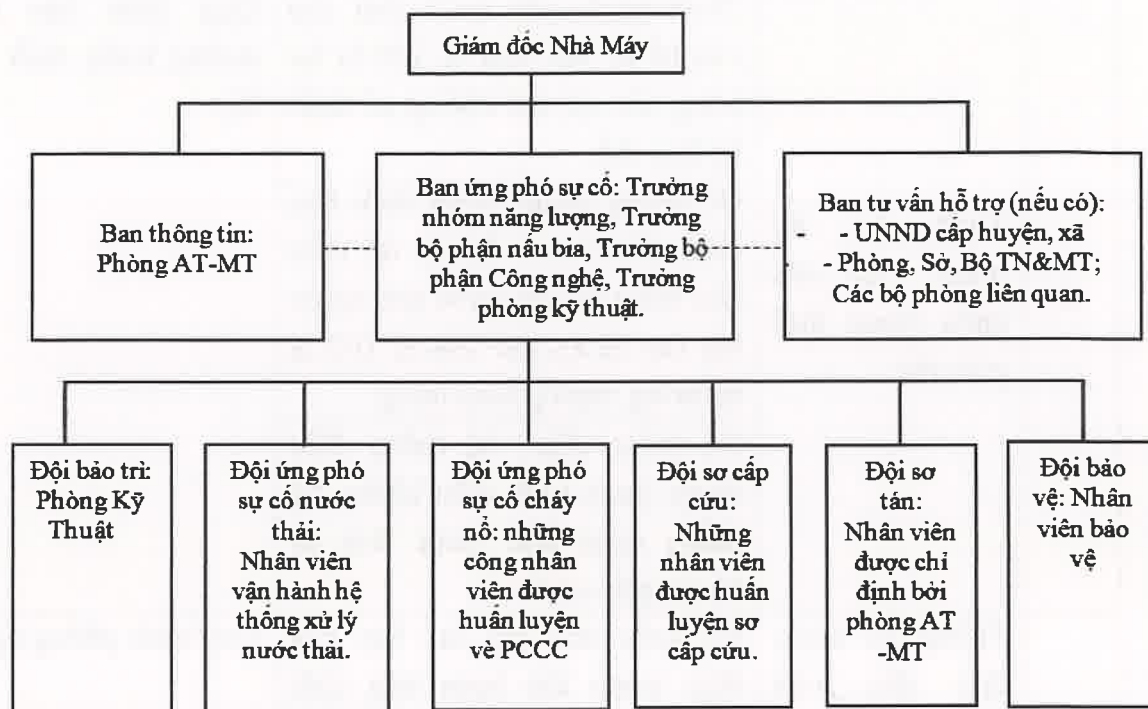 Giám đốc Nhà Máy
Ban thông tin:
Phòng AT-MT
Ban ứng phó sự cố: Trưởng
nhóm năng lượng, Trưởng
bộ phận nấu bia, Trưởng bộ
phận Công nghệ, Trưởng
phòng kỹ thuật.
Ban tư vấn hỗ trợ (nếu có):
- - UNND cấp huyện, xã
- Phòng, Sở, Bộ TN&MT;
Các bộ phòng liên quan.
Đội bảo trì:
Phòng Kỹ
Thuật
Đội ứng phó
sự cố nước
thải:
Nhân viên
vận hành hệ
thống xử lý
nước thải.
Đội ứng phó
sự cố cháy
nổ: những
công nhân
viên được
huấn luyện
về PCCC
Đội sơ cấp
cứu:
Những
nhân viên
được huấn
luyện sơ
cấp cứu.
Đội sơ
tán:
Nhân viên
được chỉ
định bởi
phòng AT
-MT
Đội bảo
vệ: Nhân
viên bảo
vệ